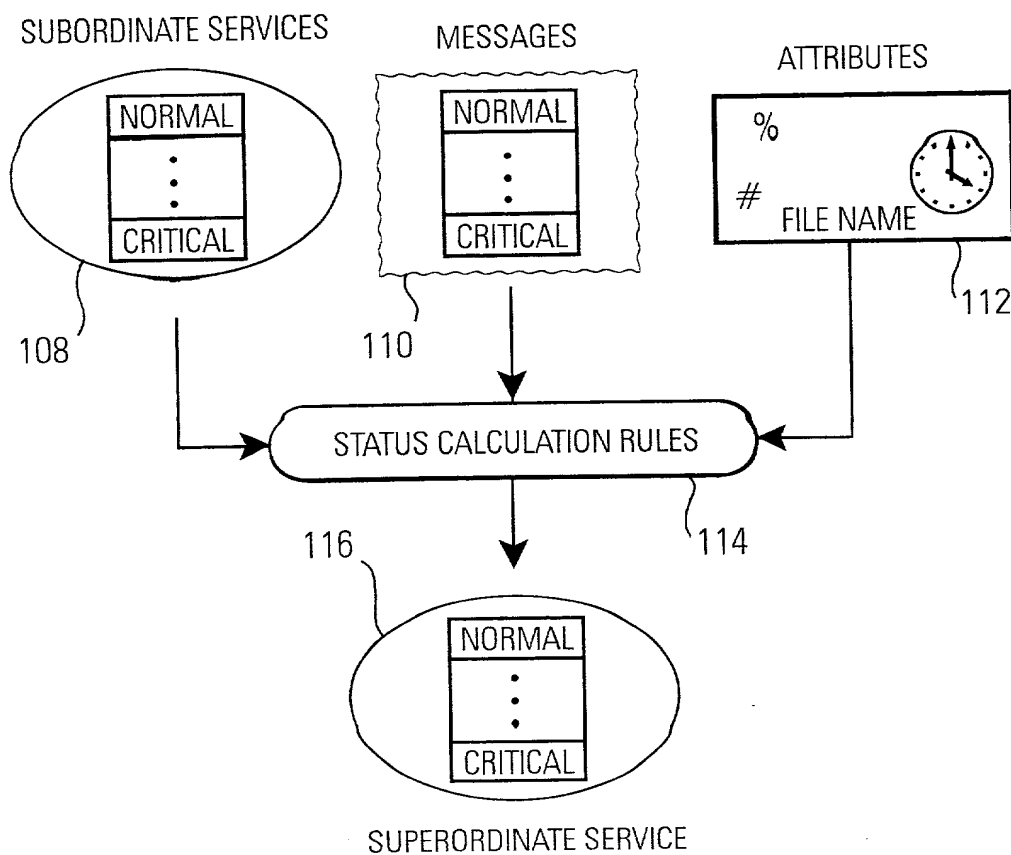 SUBORDINATE SERVICES
MESSAGES
ATTRIBUTES
NORMAL
CRITICAL
NORMAL
CRITICAL
%
#
FILE NAME
108
110
112
STATUS CALCULATION RULES
114
116
NORMAL
CRITICAL
SUPERORDINATE SERVICE